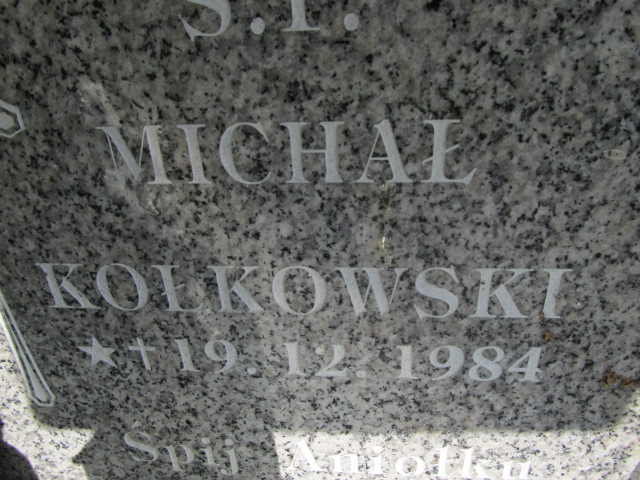 Ś.P.
MICHAŁ
KOŁKOWSKI
★ † 19. 12. 1984
Śpij Aniołku